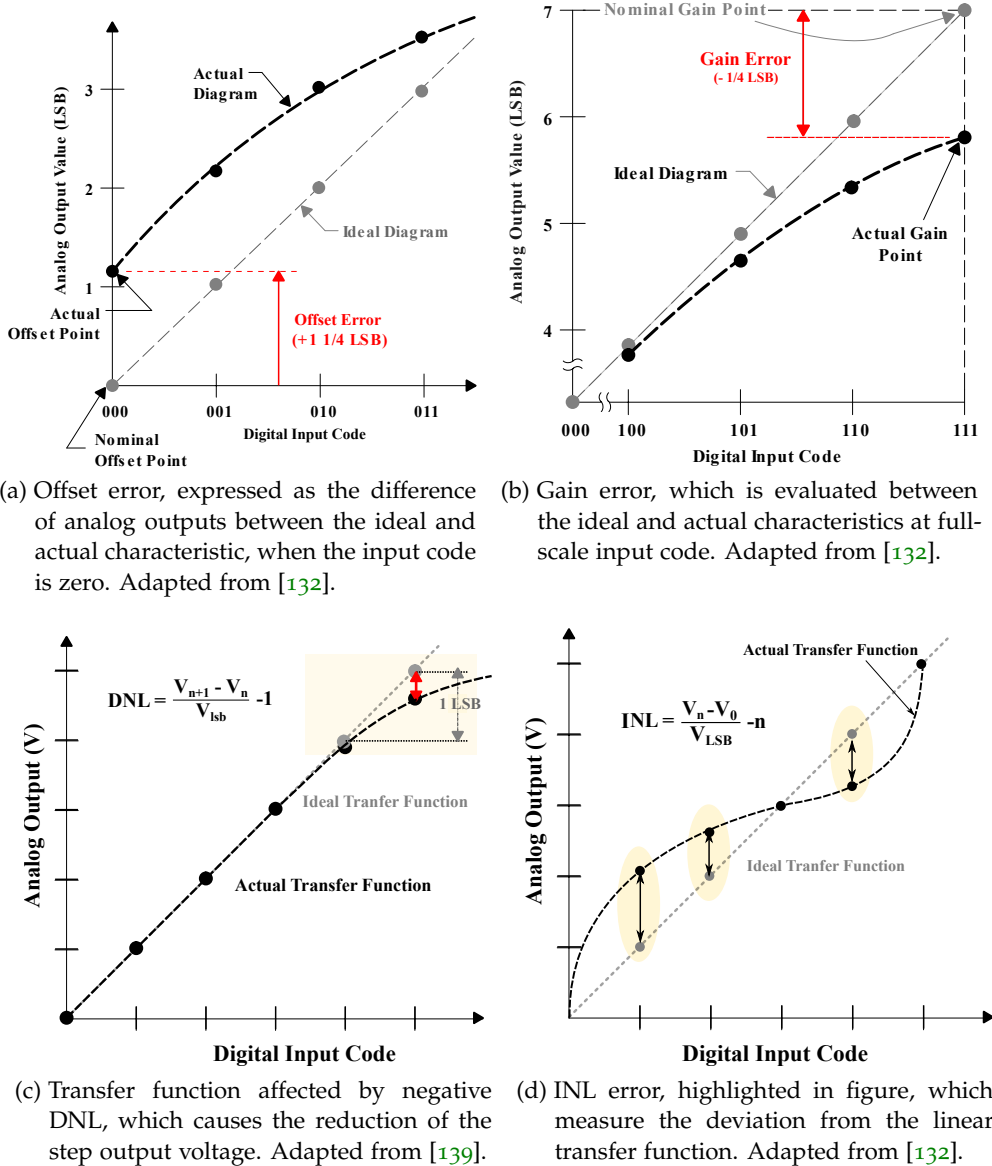 Actual
Diagram
3
2
1
Analog Output Value (LSB)
Ideal Diagram
Actual
Offset Point
Offset Error
(+1 1/4 LSB)
000
001
010
011
Digital Input Code
Nominal
Offset Point
(a) Offset error, expressed as the difference
of analog outputs between the ideal and
actual characteristic, when the input code
is zero. Adapted from [132].
7
6
5
4
Analog Output Value (LSB)
Nominal Gain Point
Gain Error
(- 1/4 LSB)
Ideal Diagram
Actual Gain
Point
000
100
101
110
111
Digital Input Code
(b) Gain error, which is evaluated between
the ideal and actual characteristics at full-
scale input code. Adapted from [132].
Analog Output (V)
DNL = (V_{n+1} - V_n) / V_{lsb} -1
1 LSB
Ideal Tranfer Function
Actual Transfer Function
Digital Input Code
(c) Transfer function affected by negative
DNL, which causes the reduction of the
step output voltage. Adapted from [139].
Analog Output (V)
Actual Transfer Function
INL = (V_n - V_0) / V_{LSB} -n
Ideal Tranfer Function
Digital Input Code
(d) INL error, highlighted in figure, which
measure the deviation from the linear
transfer function. Adapted from [132].